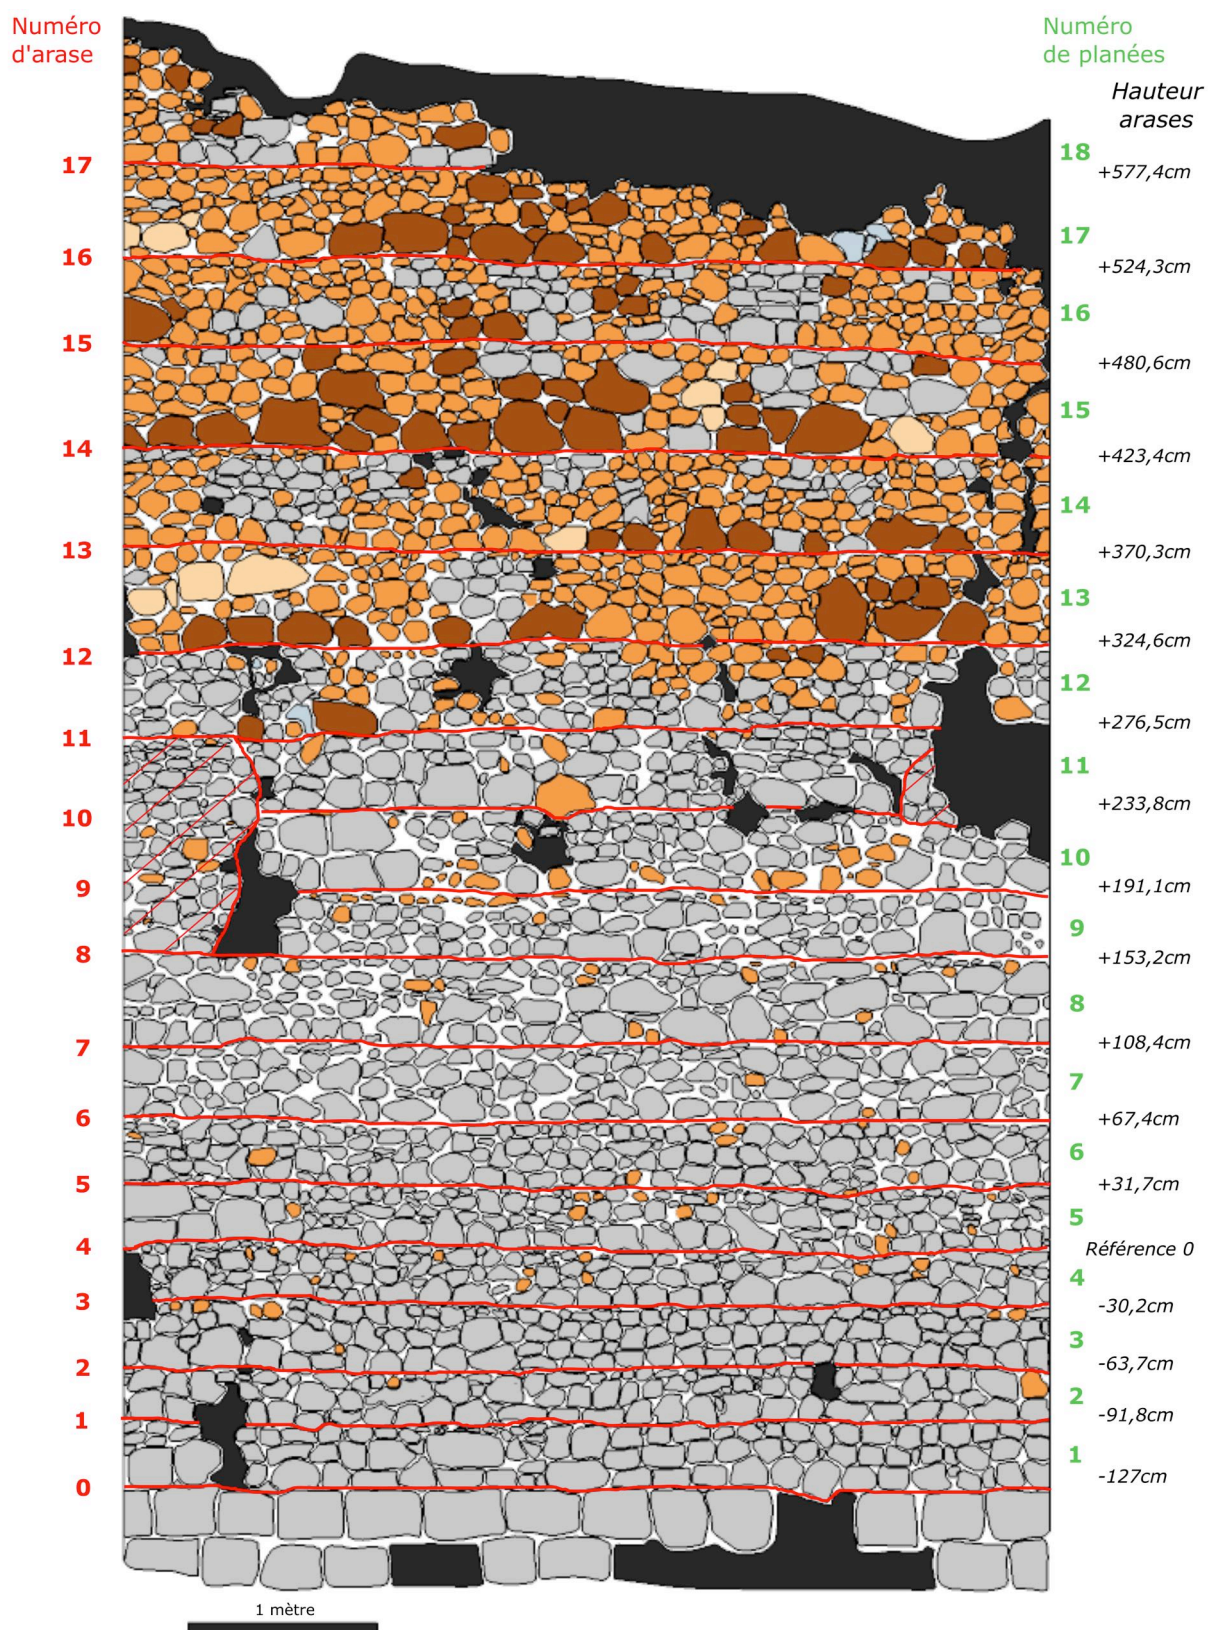 Numéro
d'arase
Numéro
de planées
Hauteur
arases
18
17
+577,4cm
17
16
+524,3cm
16
15
+480,6cm
15
14
+423,4cm
14
13
+370,3cm
13
+324,6cm
12
12
+276,5cm
11
11
+233,8cm
10
10
+191,1cm
9
9
8
+153,2cm
8
+108,4cm
7
7
6
+67,4cm
6
5
+31,7cm
5
4
Référence 0
4
3
-30,2cm
3
2
-63,7cm
2
1
-91,8cm
1
-127cm
0
1 mètre